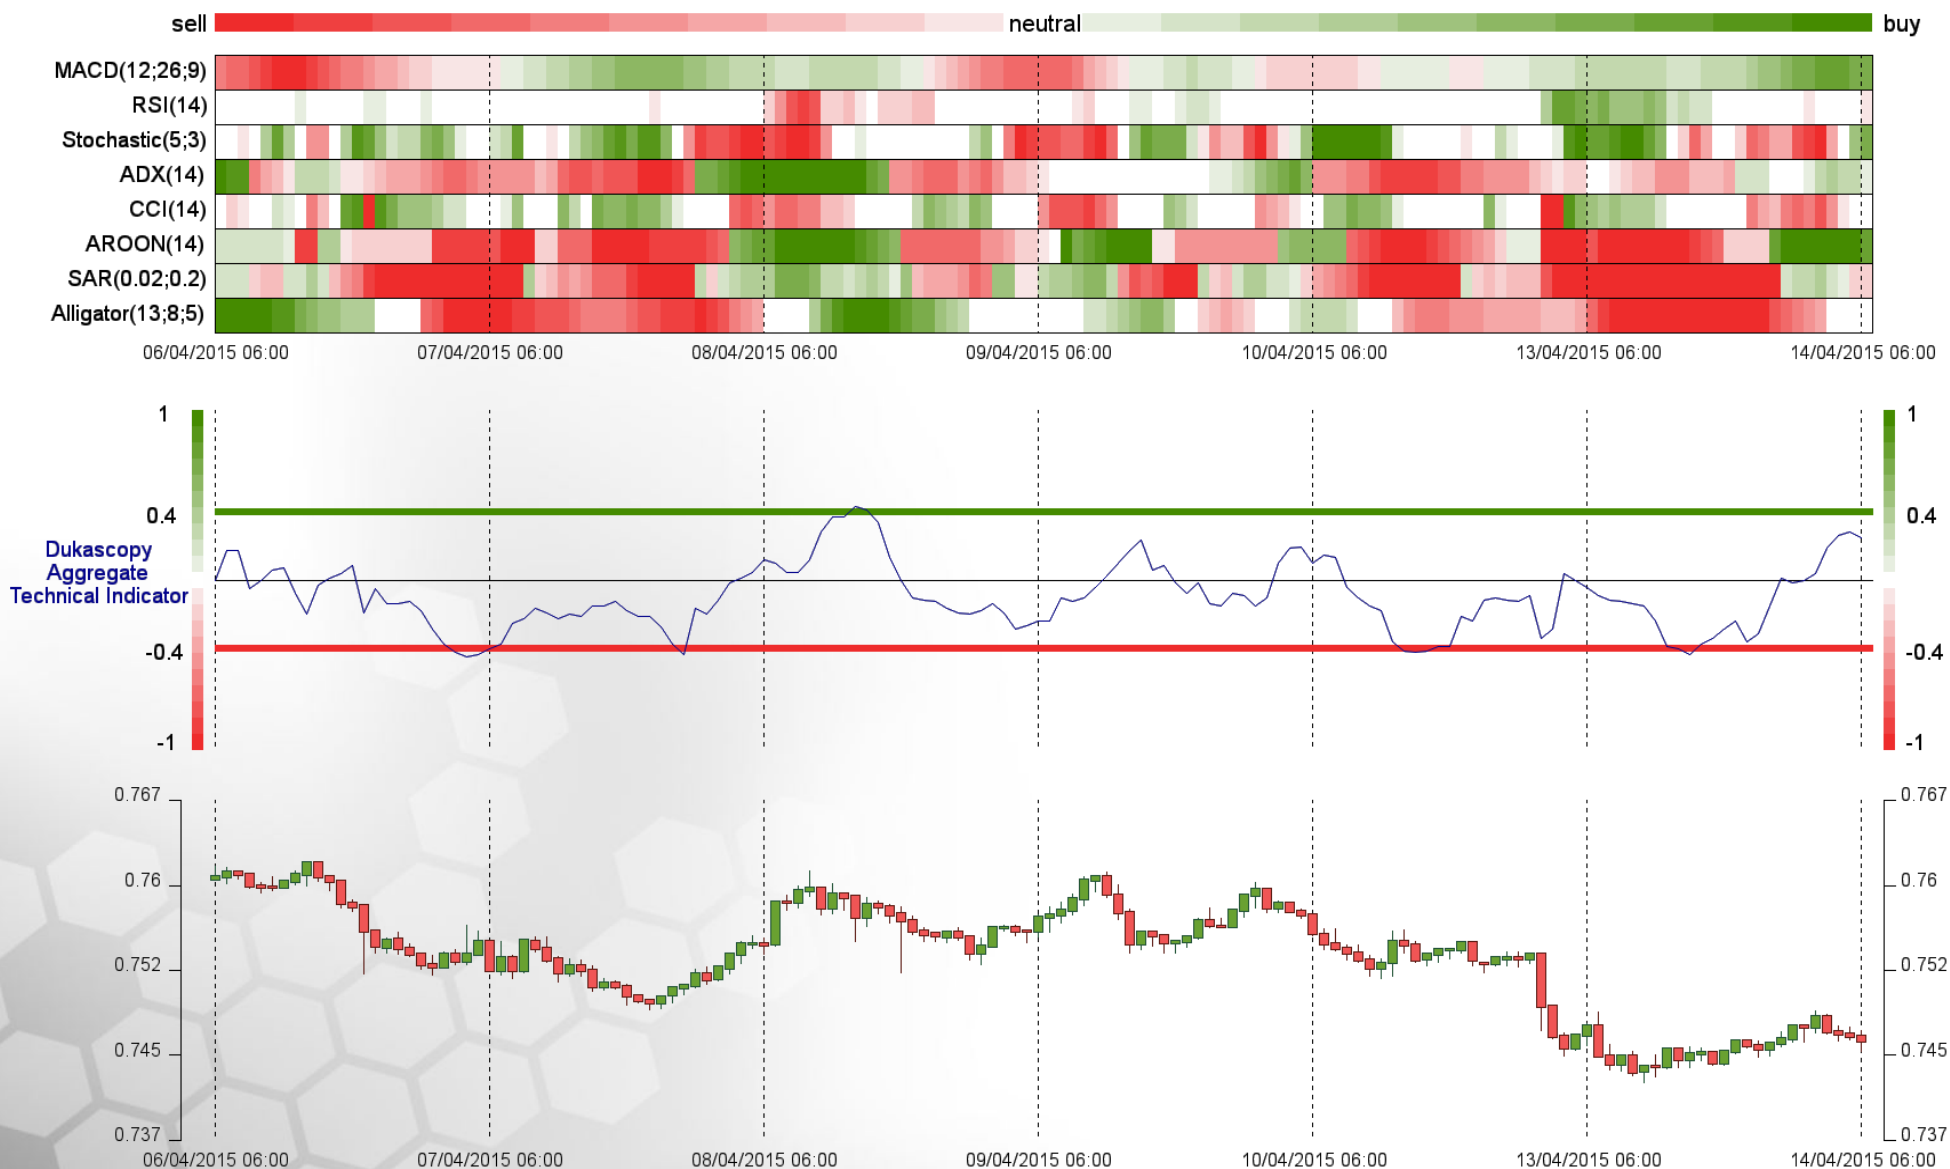 sell neutral buy
MACD(12;26;9)
RSI(14)
Stochastic(5;3)
ADX(14)
CCI(14)
AROON(14)
SAR(0.02;0.2)
Alligator(13;8;5)
06/04/2015 06:00 07/04/2015 06:00 08/04/2015 06:00 09/04/2015 06:00 10/04/2015 06:00 13/04/2015 06:00 14/04/2015 06:00
1 1
0.4 0.4
Dukascopy
Aggregate
Technical Indicator
-0.4 -0.4
-1 -1
0.767 0.767
0.76 0.76
0.752 0.752
0.745 0.745
0.737 0.737
06/04/2015 06:00 07/04/2015 06:00 08/04/2015 06:00 09/04/2015 06:00 10/04/2015 06:00 13/04/2015 06:00 14/04/2015 06:00